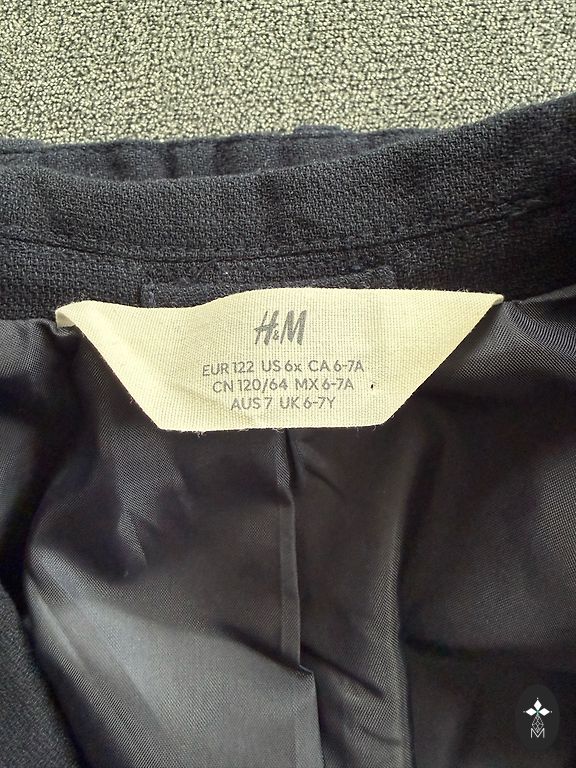 H&M
EUR 122 US 6x CA 6-7A
CN 120/64 MX 6-7A
AUS 7 UK 6-7Y